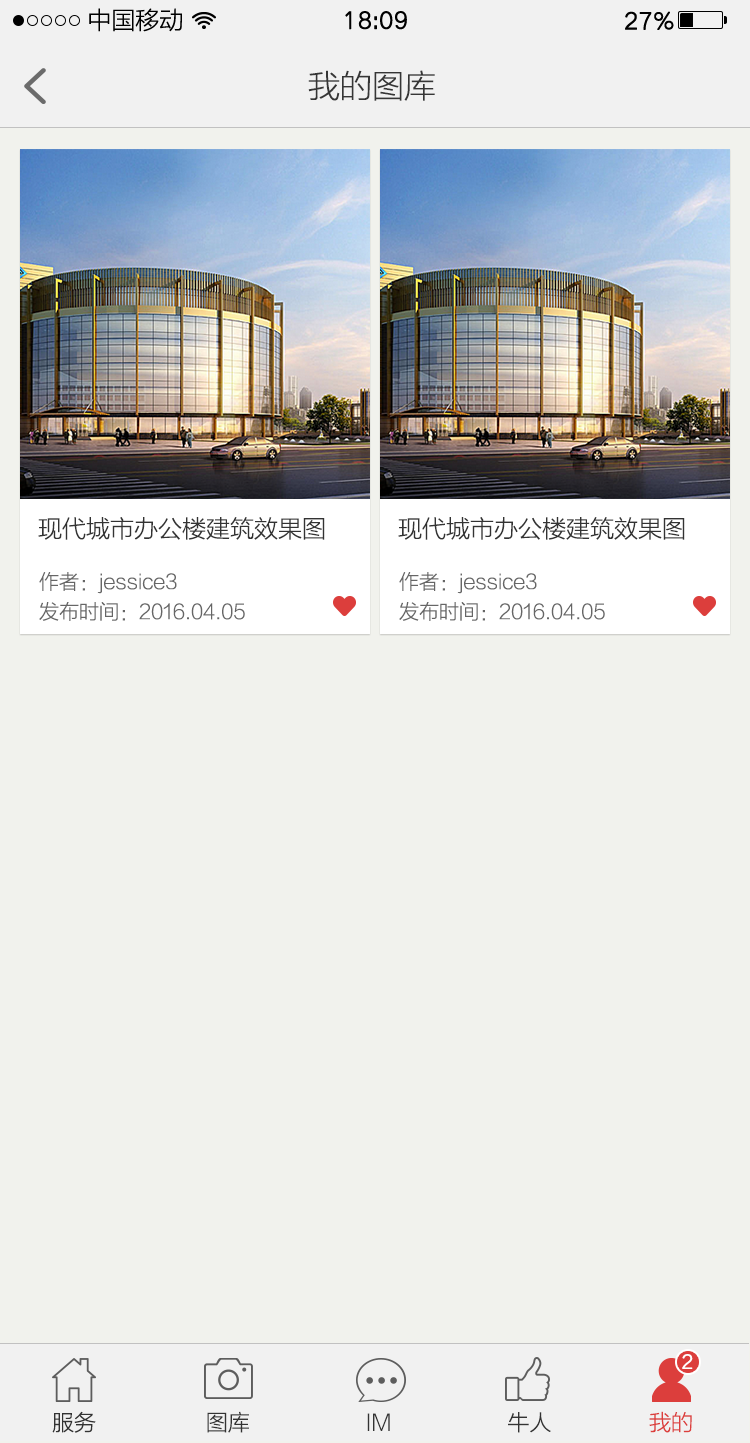 中国移动
18:09
27%
我的图库
现代城市办公楼建筑效果图
作者：jessice3
发布时间：2016.04.05
现代城市办公楼建筑效果图
作者：jessice3
发布时间：2016.04.05
服务
图库
IM
牛人
2
我的